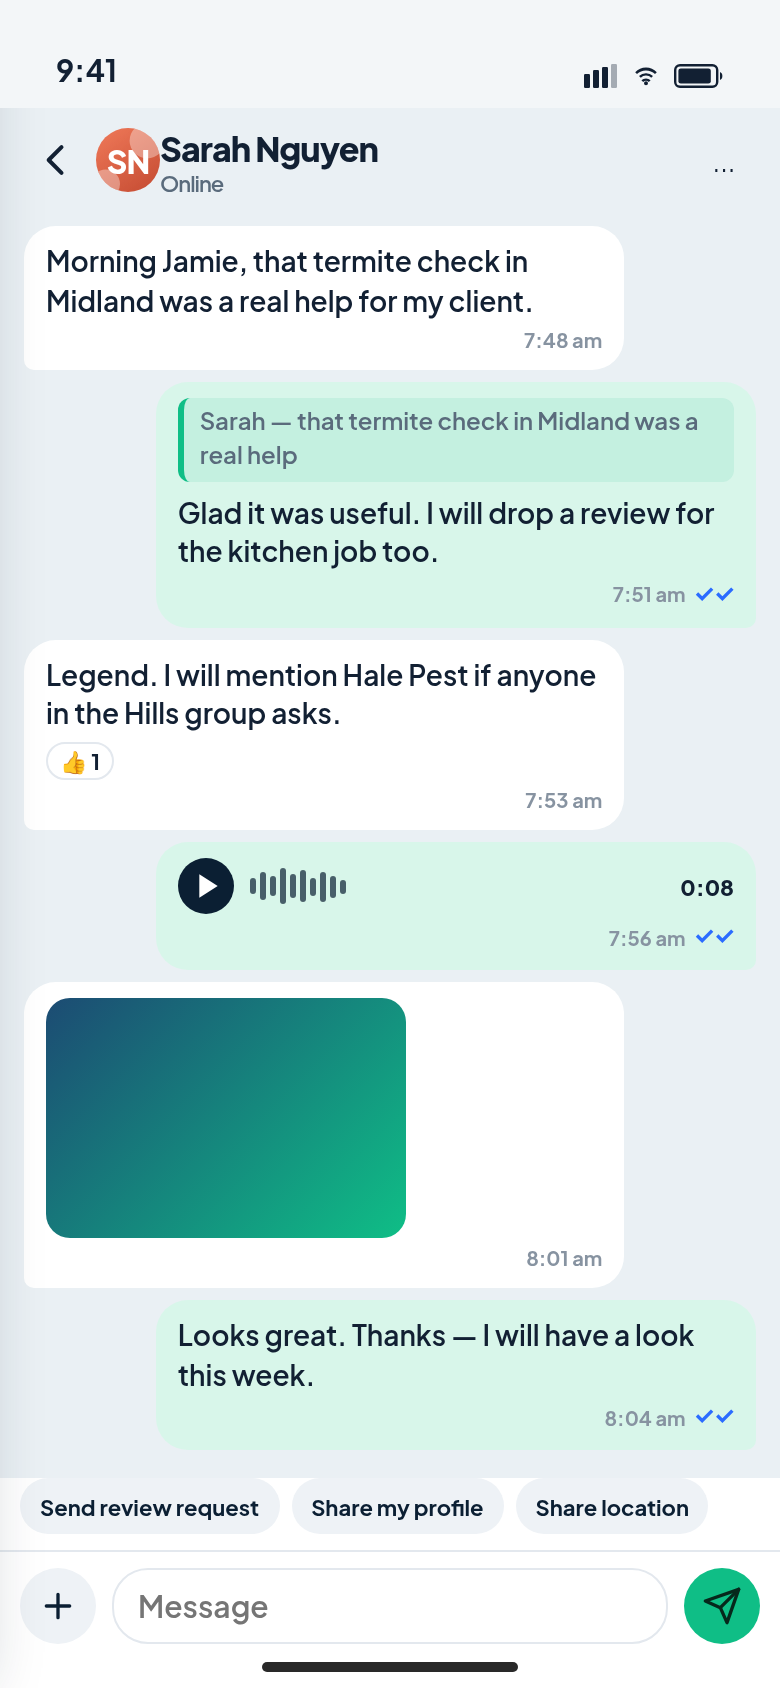 9:41
SN
Sarah Nguyen
Online
...
Morning Jamie, that termite check in
Midland was a real help for my client.
7:48 am
Sarah — that termite check in Midland was a
real help
Glad it was useful. I will drop a review for
the kitchen job too.
7:51 am
Legend. I will mention Hale Pest if anyone
in the Hills group asks.
👍 1
7:53 am
0:08
7:56 am
8:01 am
Looks great. Thanks — I will have a look
this week.
8:04 am
Send review request
Share my profile
Share location
Message